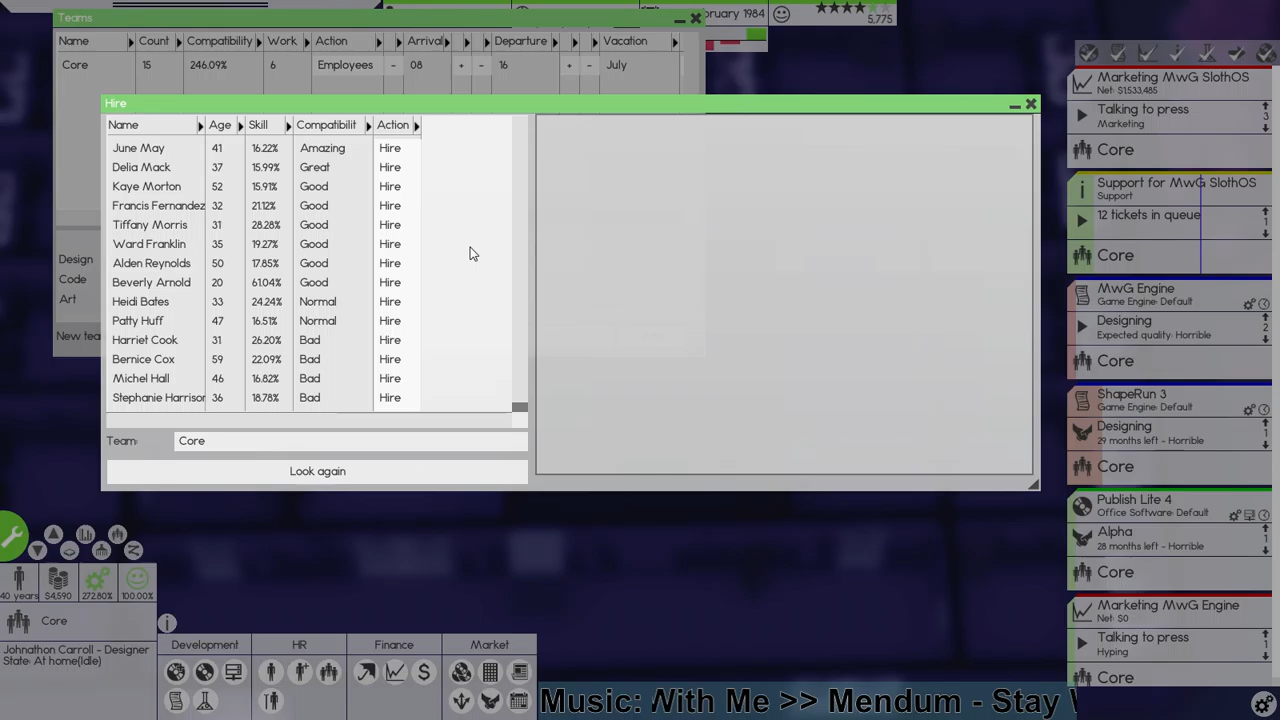 Teams
bruary 1984
5,775
Name Count Compatibility Work Action Arrival Departure Vacation
Core 15 246.09% 6 Employees - 08 + - 16 + - July
Hire
Name Age Skill Compatibilit Action
June May 41 16.22% Amazing Hire
Delia Mack 37 15.99% Great Hire
Kaye Morton 52 15.91% Good Hire
Francis Fernandez 32 21.12% Good Hire
Tiffany Morris 31 28.28% Good Hire
Ward Franklin 35 19.27% Good Hire
Alden Reynolds 50 17.85% Good Hire
Beverly Arnold 20 61.04% Good Hire
Heidi Bates 33 24.24% Normal Hire
Patty Huff 47 16.51% Normal Hire
Harriet Cook 31 26.20% Bad Hire
Bernice Cox 59 22.09% Bad Hire
Michel Hall 46 16.82% Bad Hire
Stephanie Harrison 36 18.78% Bad Hire
Team: Core
Look again
Design
Code
Art
New tea
Marketing MwG SlothOS
Net: $1,533,485
Talking to press
Marketing
3
Core
Support for MwG SlothOS
Support
12 tickets in queue
1
Core
MwG Engine
Game Engine: Default
Designing
Expected quality: Horrible
2
Core
ShapeRun 3
Game Engine: Default
Designing
29 months left - Horrible
1
Core
Publish Lite 4
Office Software: Default
Alpha
28 months left - Horrible
1
Core
Marketing MwG Engine
Net: $0
Talking to press
Hyping
1
Core
40 years $4,590 272.80% 100.00%
Core
Johnathon Carroll - Designer
State: At home(Idle)
Development HR Finance Market
Music: With Me >> Mendum - Stay W